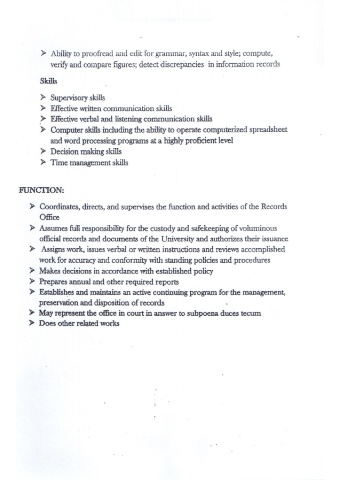 ➤ Ability to proofread and edit for grammar, syntax and style; compute,
verify and compare figures; detect discrepancies in information records
Skills
➤ Supervisory skills
➤ Effective written communication skills
➤ Effective verbal and listening communication skills
➤ Computer skills including the ability to operate computerized spreadsheet
and word processing programs at a highly proficient level
➤ Decision making skills
➤ Time management skills
FUNCTION:
➤ Coordinates, directs, and supervises the function and activities of the Records
Office
➤ Assumes full responsibility for the custody and safekeeping of voluminous
official records and documents of the University and authorizes their issuance
➤ Assigns work, issues verbal or written instructions and reviews accomplished
work for accuracy and conformity with standing policies and procedures
➤ Makes decisions in accordance with established policy
➤ Prepares annual and other required reports
➤ Establishes and maintains an active continuing program for the management,
preservation and disposition of records
➤ May represent the office in court in answer to subpoena duces tecum
➤ Does other related works